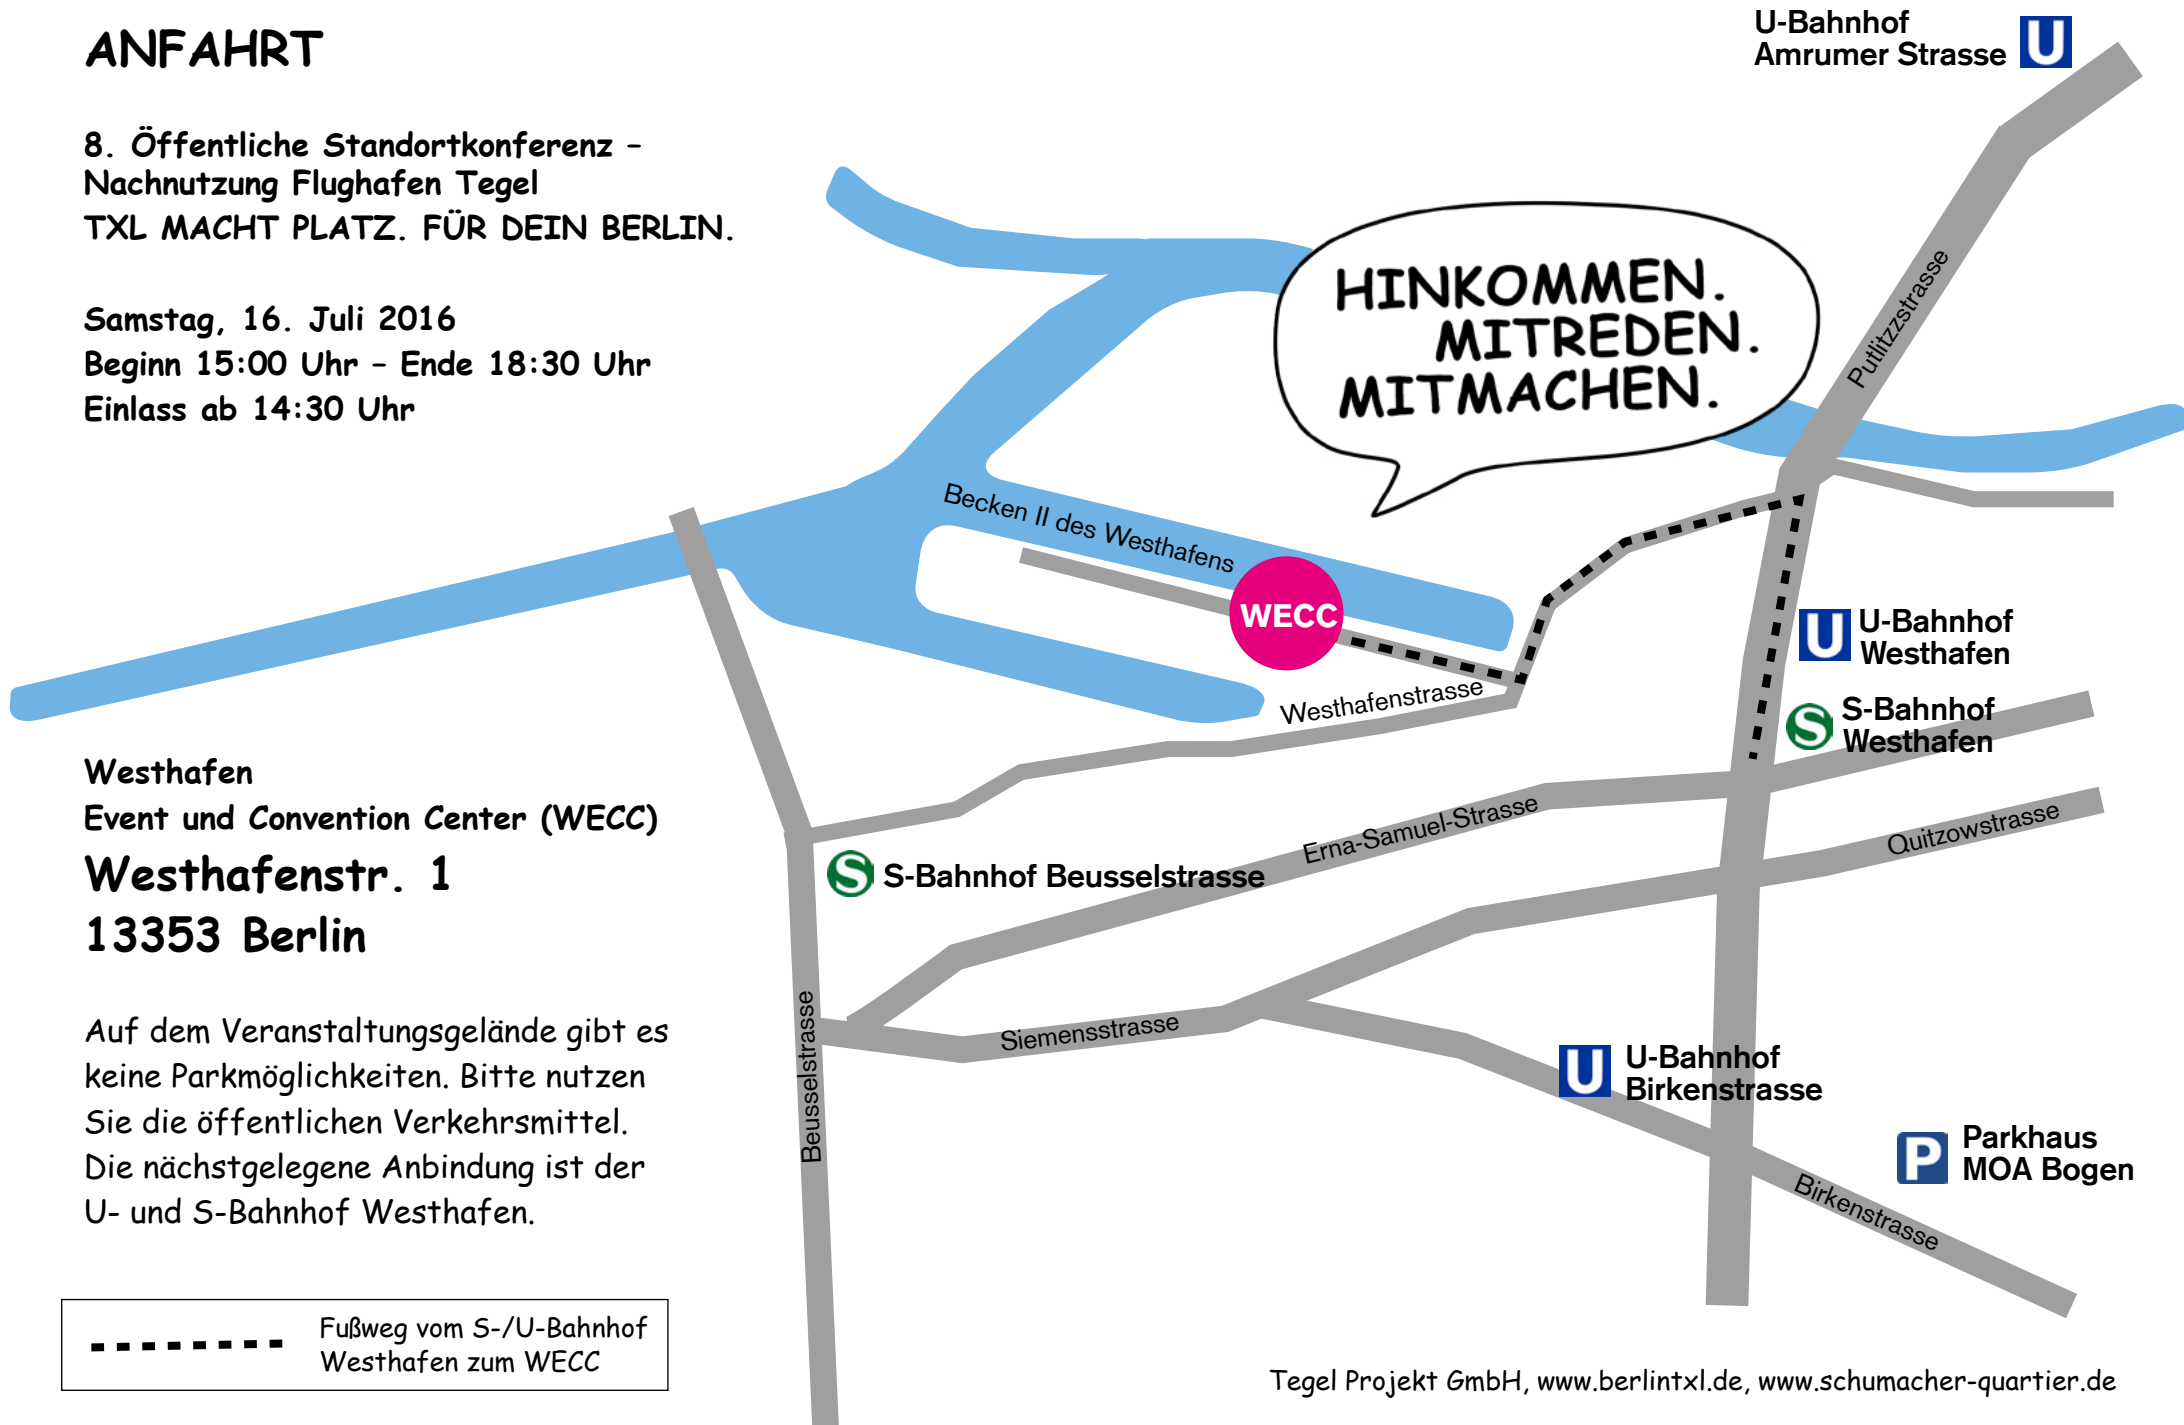 ANFAHRT
8. Öffentliche Standortkonferenz –
Nachnutzung Flughafen Tegel
TXL MACHT PLATZ. FÜR DEIN BERLIN.
Samstag, 16. Juli 2016
Beginn 15:00 Uhr – Ende 18:30 Uhr
Einlass ab 14:30 Uhr
U-Bahnhof
Amrumer Strasse U
HINKOMMEN.
MITREDEN.
MITMACHEN.
Putlitzzstrasse
Becken II des Westhafens
WECC
Westhafenstrasse
U U-Bahnhof
Westhafen
S S-Bahnhof
Westhafen
Erna-Samuel-Strasse
Quitzowstrasse
S S-Bahnhof Beusselstrasse
Beusselstrasse
Siemensstrasse
U U-Bahnhof
Birkenstrasse
P Parkhaus
MOA Bogen
Birkenstrasse
Westhafen
Event und Convention Center (WECC)
Westhafenstr. 1
13353 Berlin
Auf dem Veranstaltungsgelände gibt es
keine Parkmöglichkeiten. Bitte nutzen
Sie die öffentlichen Verkehrsmittel.
Die nächstgelegene Anbindung ist der
U- und S-Bahnhof Westhafen.
Fußweg vom S-/U-Bahnhof
Westhafen zum WECC
Tegel Projekt GmbH, www.berlintxl.de, www.schumacher-quartier.de